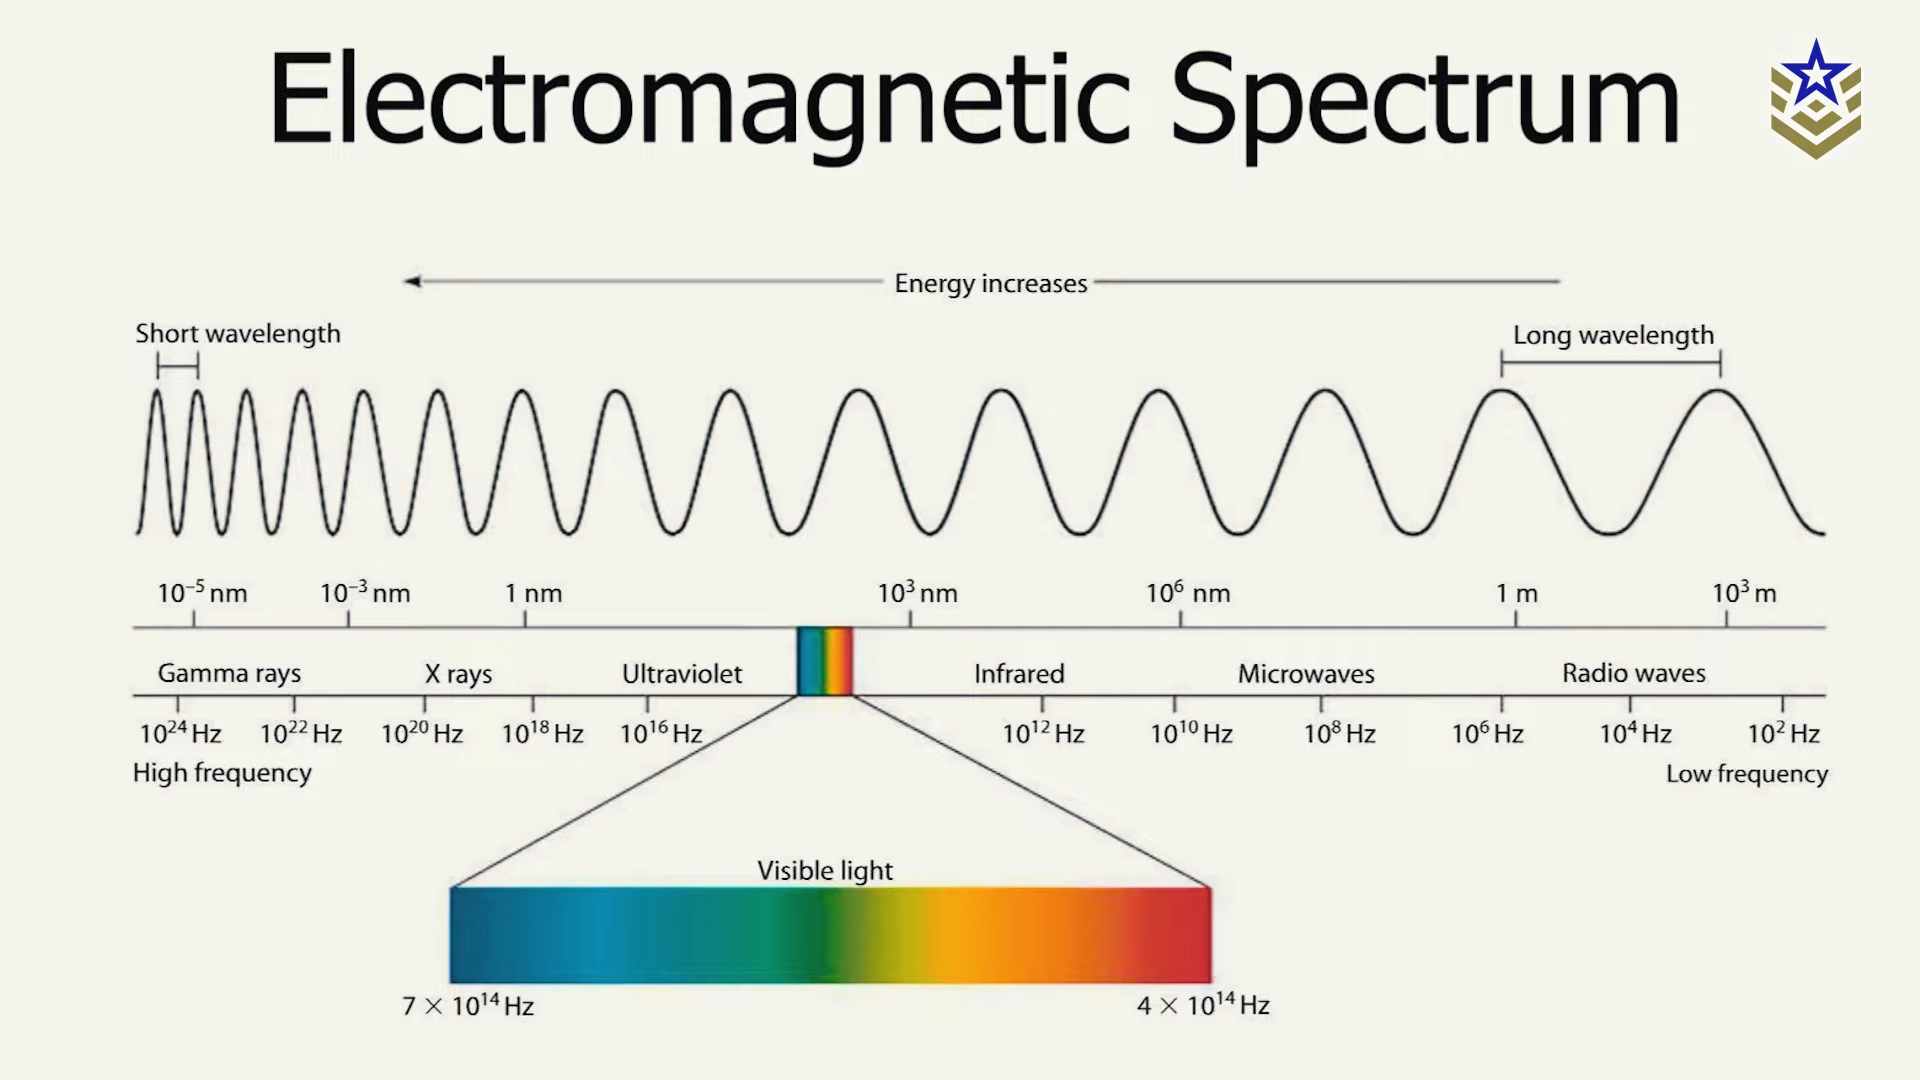 Electromagnetic Spectrum
Energy increases
Short wavelength
Long wavelength
10⁻⁵ nm 10⁻³ nm 1 nm 10³ nm 10⁶ nm 1 m 10³ m
Gamma rays X rays Ultraviolet Infrared Microwaves Radio waves
10²⁴ Hz 10²² Hz 10²⁰ Hz 10¹⁸ Hz 10¹⁶ Hz 10¹² Hz 10¹⁰ Hz 10⁸ Hz 10⁶ Hz 10⁴ Hz 10² Hz
High frequency Low frequency
Visible light
7 × 10¹⁴ Hz 4 × 10¹⁴ Hz